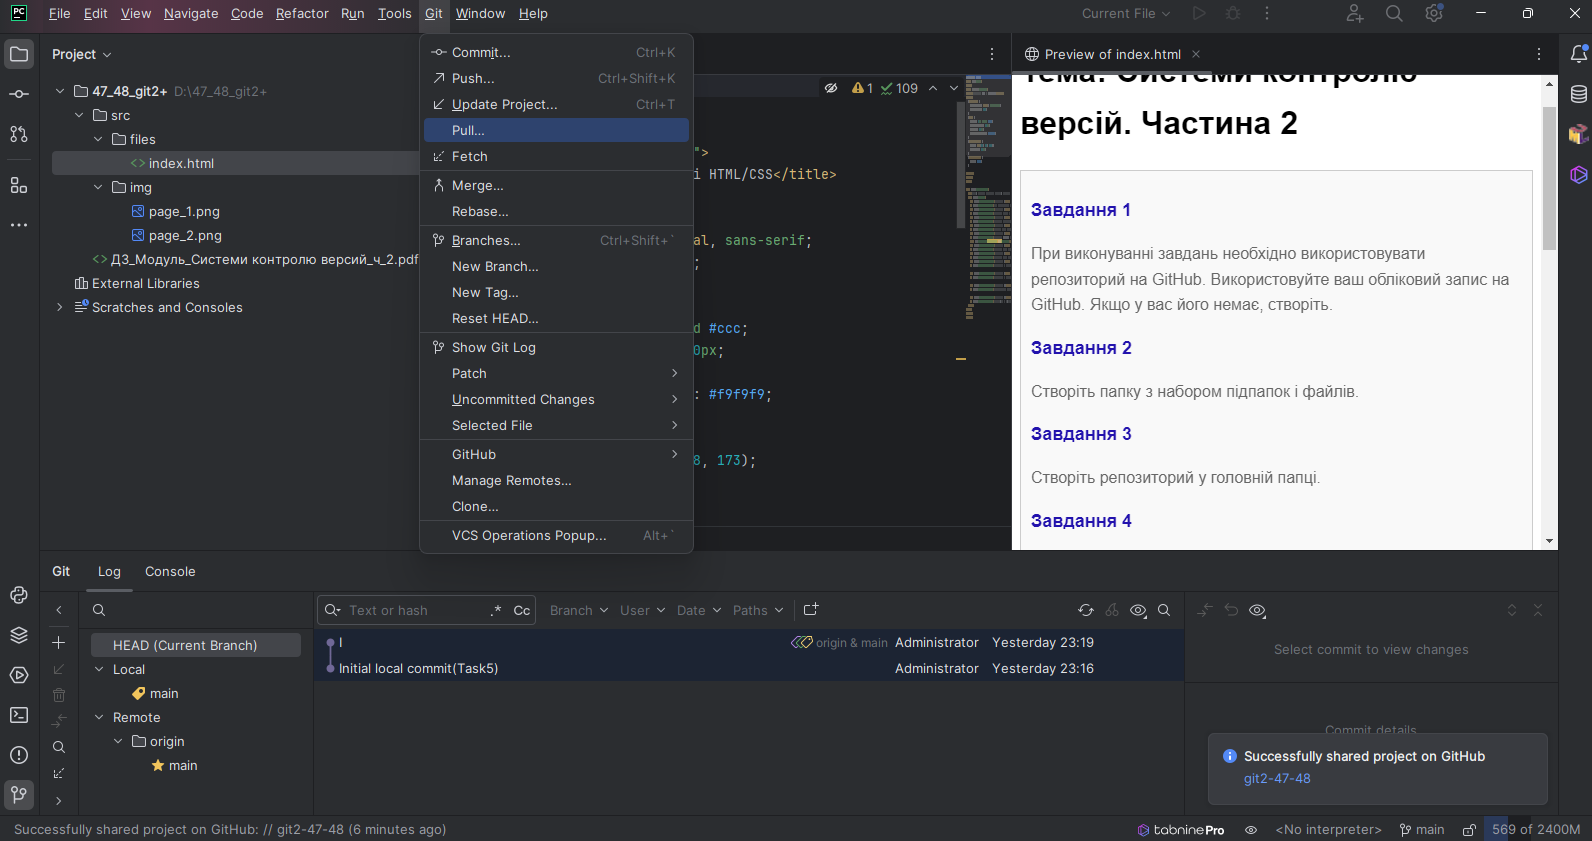 PC File Edit View Navigate Code Refactor Run Tools Git Window Help Current File
Project
47_48_git2+ D:\47_48_git2+
src
files
<> index.html
img
page_1.png
page_2.png
<> ДЗ_Модуль_Системи контролю версий_ч_2.pdf
External Libraries
Scratches and Consoles
Commit... Ctrl+K
Push... Ctrl+Shift+K
Update Project... Ctrl+T
Pull...
Fetch
Merge...
Rebase...
Branches... Ctrl+Shift+`
New Branch...
New Tag...
Reset HEAD...
Show Git Log
Patch
Uncommitted Changes
Selected File
GitHub
Manage Remotes...
Clone...
VCS Operations Popup... Alt+`
1 109
">
і HTML/CSS</title>
al, sans-serif;
;
d #ccc;
0px;
: #f9f9f9;
8, 173);
Preview of index.html
Тема: Системи контролю
версій. Частина 2
Завдання 1
При виконуванні завдань необхідно використовувати
репозиторий на GitHub. Використовуйте ваш обліковий запис на
GitHub. Якщо у вас його немає, створіть.
Завдання 2
Створіть папку з набором підпапок і файлів.
Завдання 3
Створіть репозиторий у головній папці.
Завдання 4
Git Log Console
HEAD (Current Branch)
Local
main
Remote
origin
main
Text or hash .* Cc Branch User Date Paths
I origin & main Administrator Yesterday 23:19
Initial local commit(Task5) Administrator Yesterday 23:16
Select commit to view changes
Commit details
Successfully shared project on GitHub
git2-47-48
Successfully shared project on GitHub: // git2-47-48 (6 minutes ago)
tabnine Pro <No interpreter> main 569 of 2400M